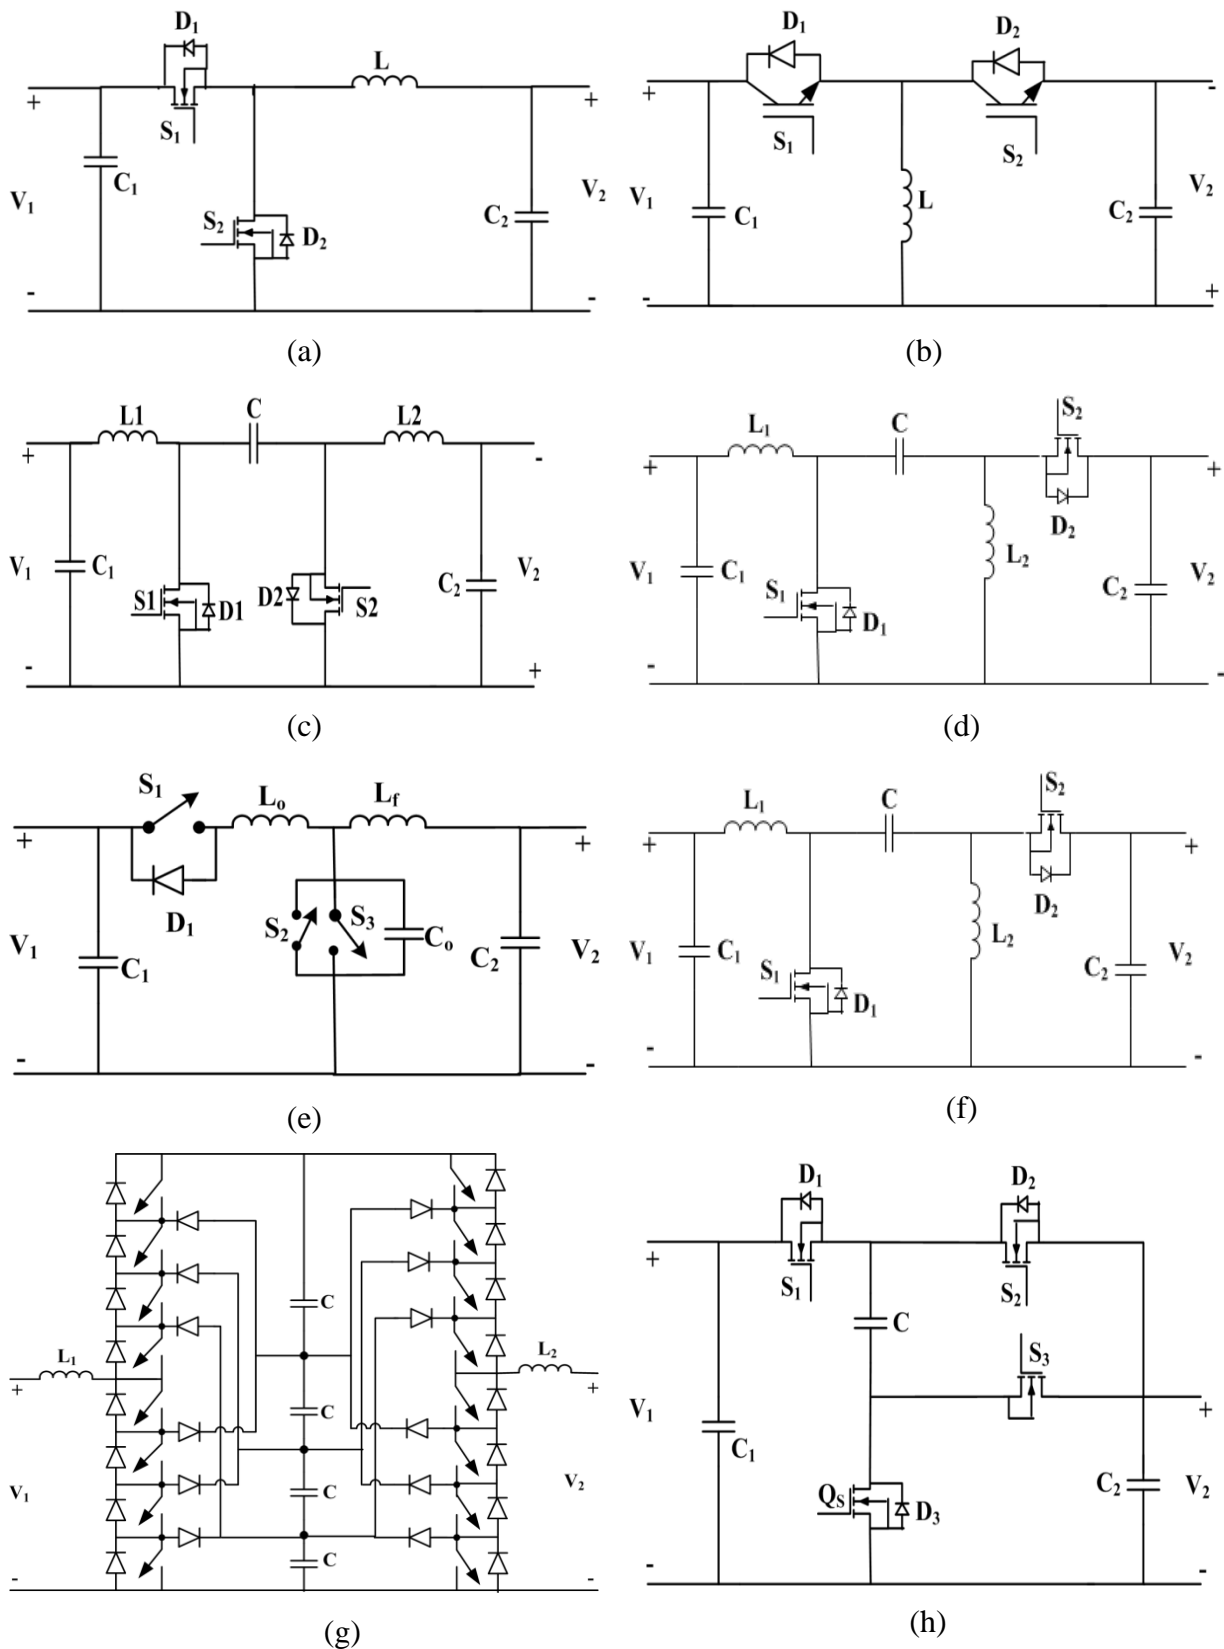 D₁
L
+
+
S₁
C₁
V₁
V₂
S₂
C₂
D₂
-
-
(a)
D₁
D₂
+
-
S₁
S₂
V₁
V₂
L
C₁
C₂
-
+
(b)
L1
C
L2
+
-
V₁
C₁
V₂
C₂
S1
D1
D2
S2
-
+
(c)
S₂
L₁
C
+
+
D₂
L₂
V₁
C₁
V₂
S₁
C₂
D₁
-
-
(d)
S₁
Lₒ
L_f
+
+
D₁
S₂
S₃
Cₒ
V₁
C₁
C₂
V₂
-
-
(e)
S₂
L₁
C
+
+
D₂
L₂
V₁
C₁
V₂
S₁
C₂
D₁
-
-
(f)
C
L₁
L₂
+
+
C
V₁
V₂
C
C
-
-
(g)
D₁
D₂
+
S₁
S₂
C
S₃
V₁
+
C₁
C₂
V₂
Q_S
D₃
-
-
(h)